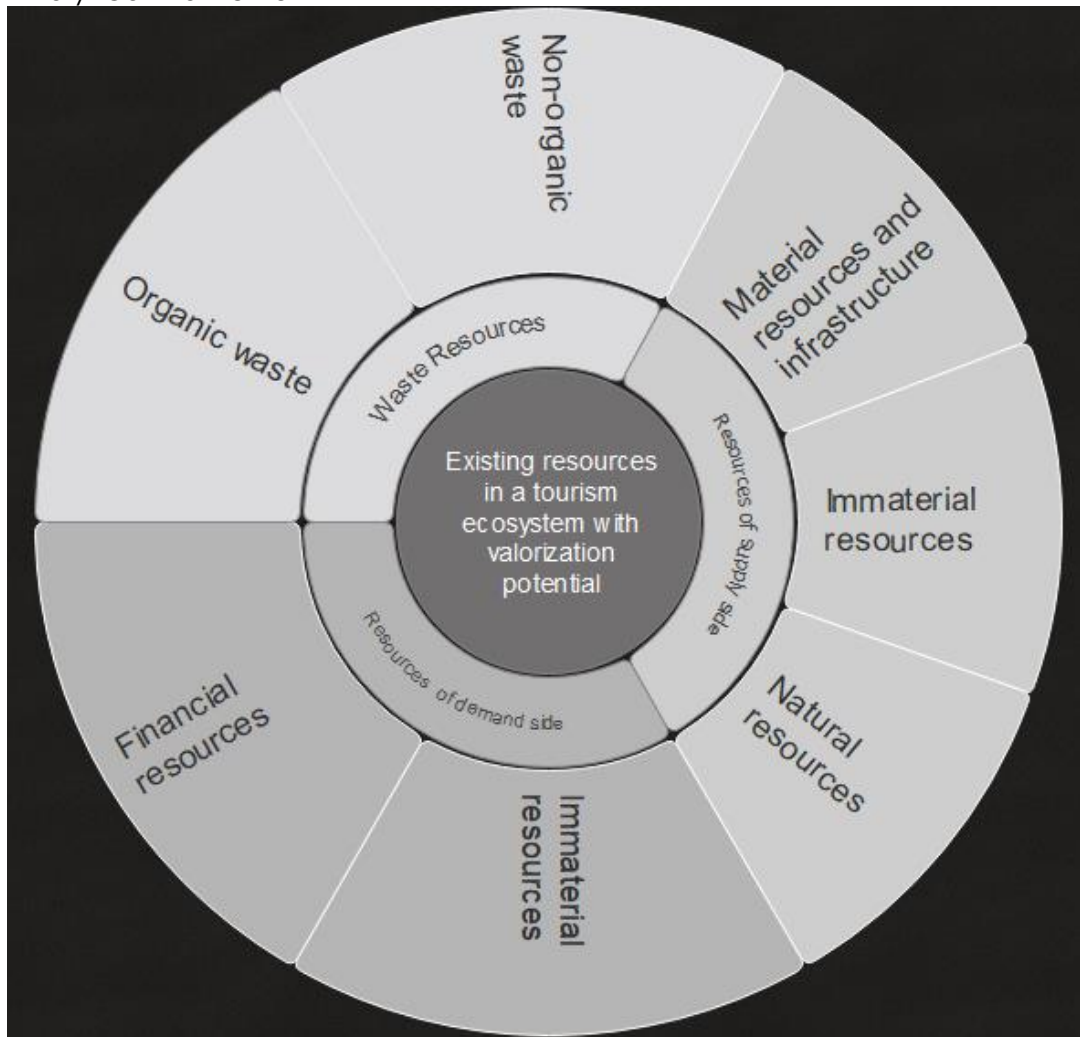 Non-organic
waste
Material
resources and
infrastructure
Immaterial
resources
Natural
resources
Immaterial
resources
Financial
resources
Organic waste
Waste Resources
Resources of supply side
Resources of demand side
Existing resources
in a tourism
ecosystem with
valorization
potential